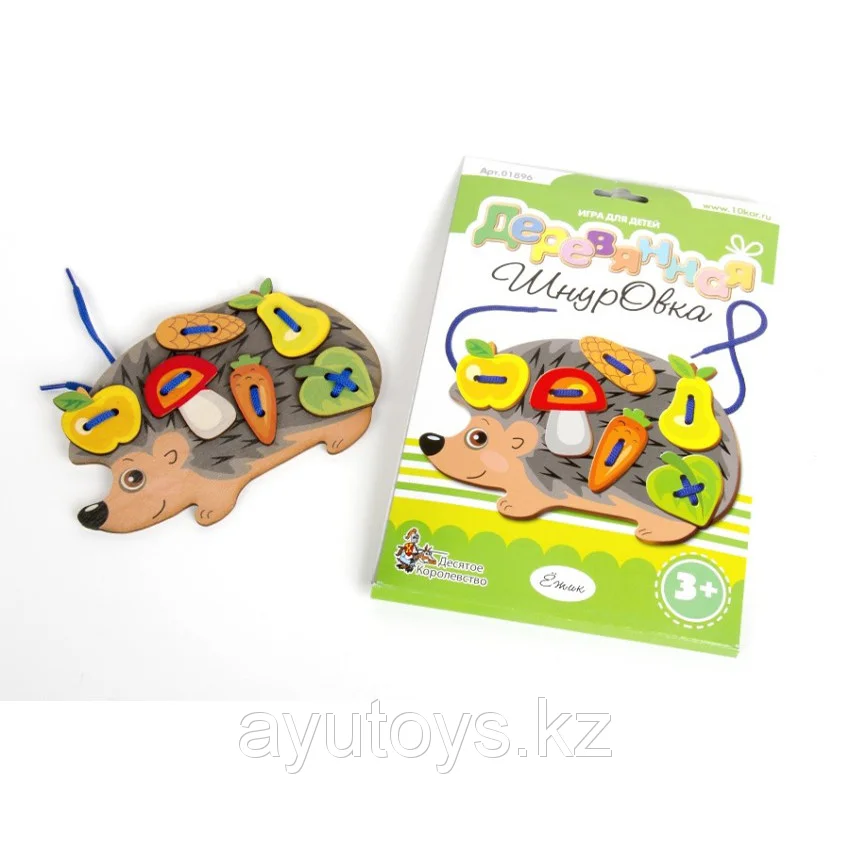 Арт.01896
www.10kor.ru
ИГРА ДЛЯ ДЕТЕЙ
Деревянная
ШнурОвка
Десятое
Королевство
Ёжик
3+
ayutoys.kz